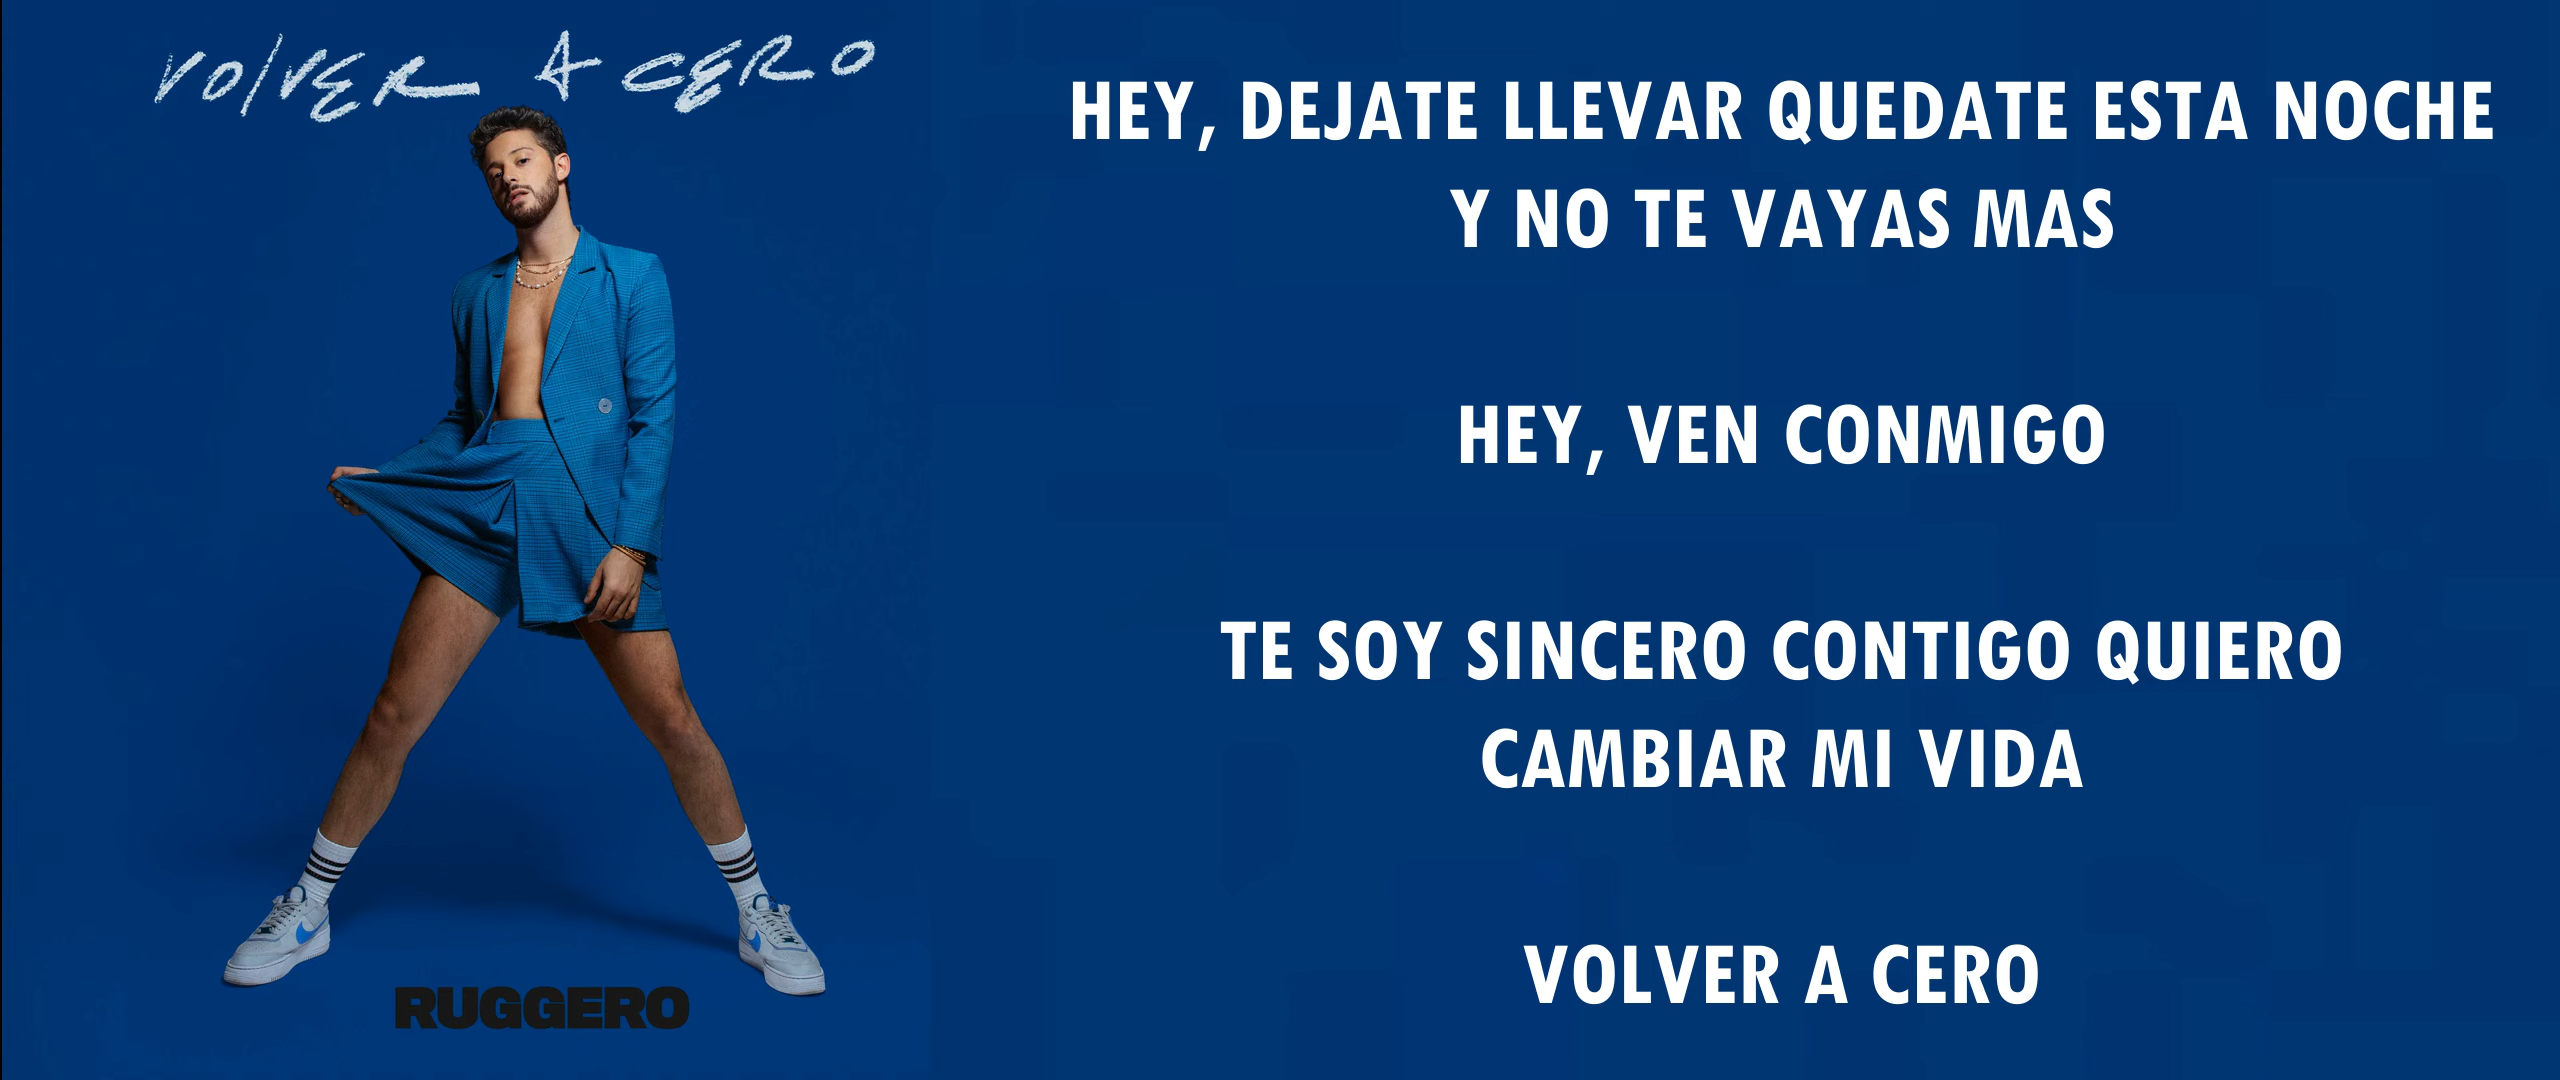 VOLVER A CERO
RUGGERO
HEY, DEJATE LLEVAR QUEDATE ESTA NOCHE
Y NO TE VAYAS MAS
HEY, VEN CONMIGO
TE SOY SINCERO CONTIGO QUIERO
CAMBIAR MI VIDA
VOLVER A CERO